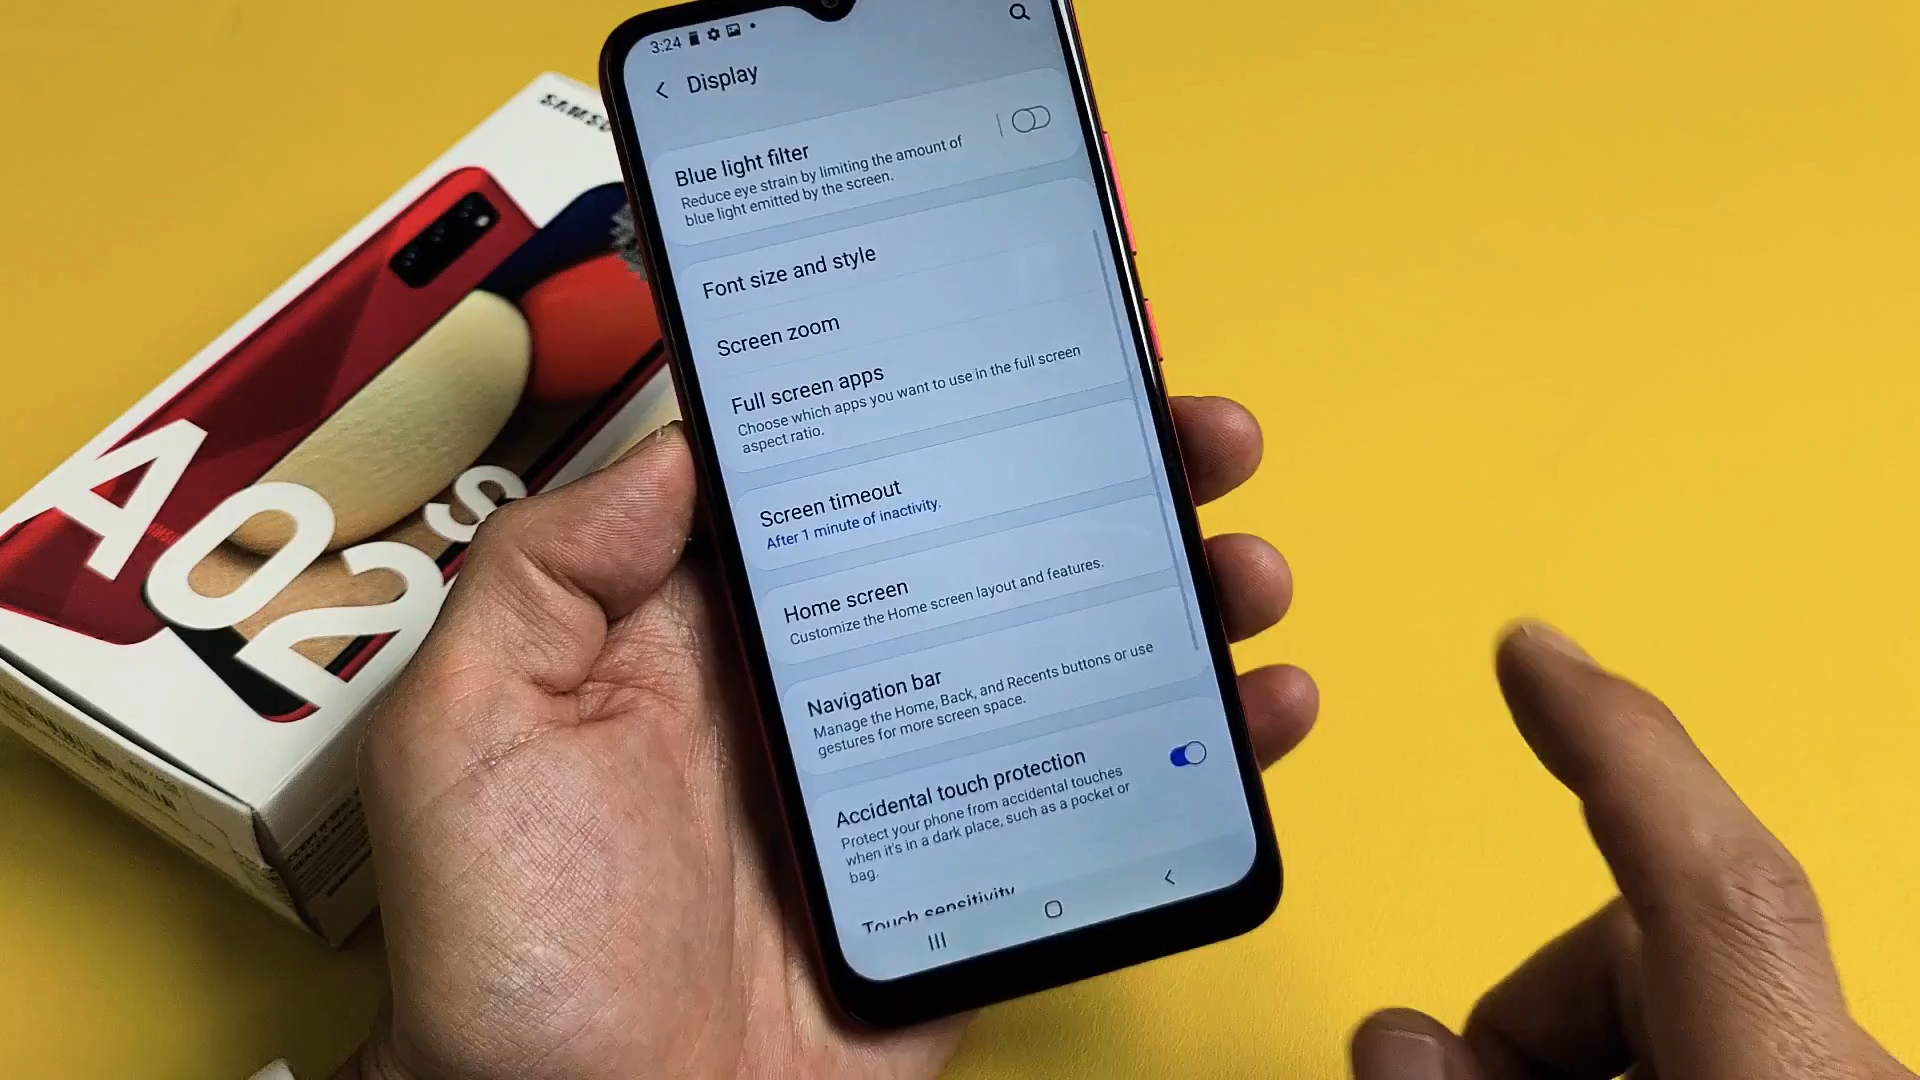 3:24
Display
Blue light filter
Reduce eye strain by limiting the amount of
blue light emitted by the screen.
Font size and style
Screen zoom
Full screen apps
Choose which apps you want to use in the full screen
aspect ratio.
Screen timeout
After 1 minute of inactivity.
Home screen
Customize the Home screen layout and features.
Navigation bar
Manage the Home, Back, and Recents buttons or use
gestures for more screen space.
Accidental touch protection
Protect your phone from accidental touches
when it's in a dark place, such as a pocket or
bag.
Touch sensitivity
SAMSU
A02s